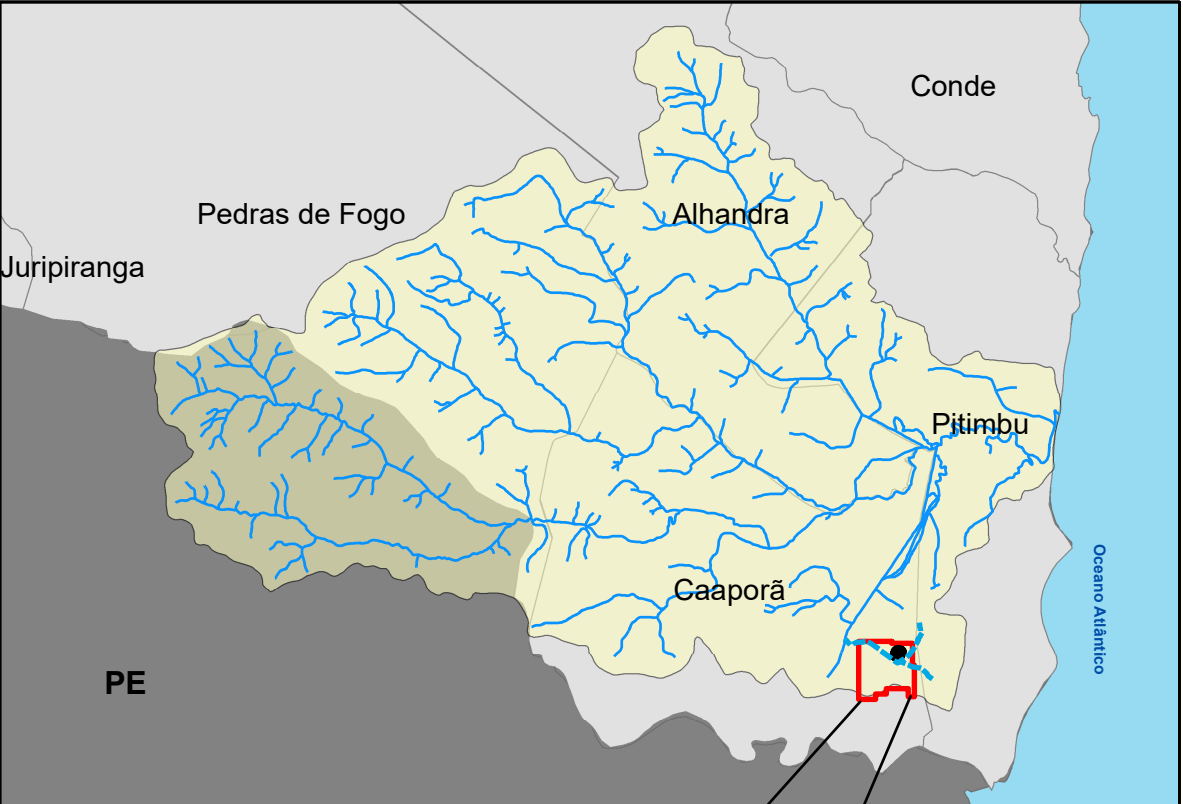 Conde
Pedras de Fogo
Alhandra
Juripiranga
Pitimbu
Oceano Atlântico
Caaporã
PE